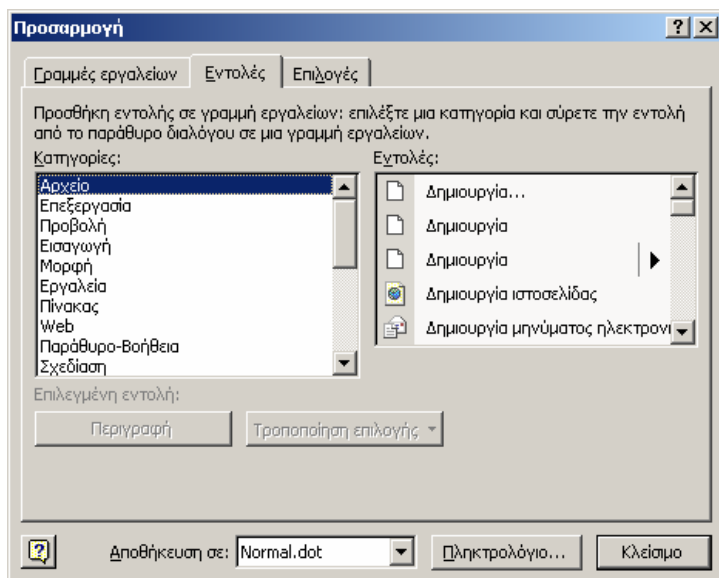 Προσαρμογή
Γραμμές εργαλείων
Εντολές
Επιλογές
Προσθήκη εντολής σε γραμμή εργαλείων: επιλέξτε μια κατηγορία και σύρετε την εντολή
από το παράθυρο διαλόγου σε μια γραμμή εργαλείων.
Κατηγορίες:
Αρχείο
Επεξεργασία
Προβολή
Εισαγωγή
Μορφή
Εργαλεία
Πίνακας
Web
Παράθυρο-Βοήθεια
Σχεδίαση
Εντολές:
Δημιουργία...
Δημιουργία
Δημιουργία
Δημιουργία ιστοσελίδας
Δημιουργία μηνύματος ηλεκτρονι
Επιλεγμένη εντολή:
Περιγραφή
Τροποποίηση επιλογής
Αποθήκευση σε:
Normal.dot
Πληκτρολόγιο...
Κλείσιμο